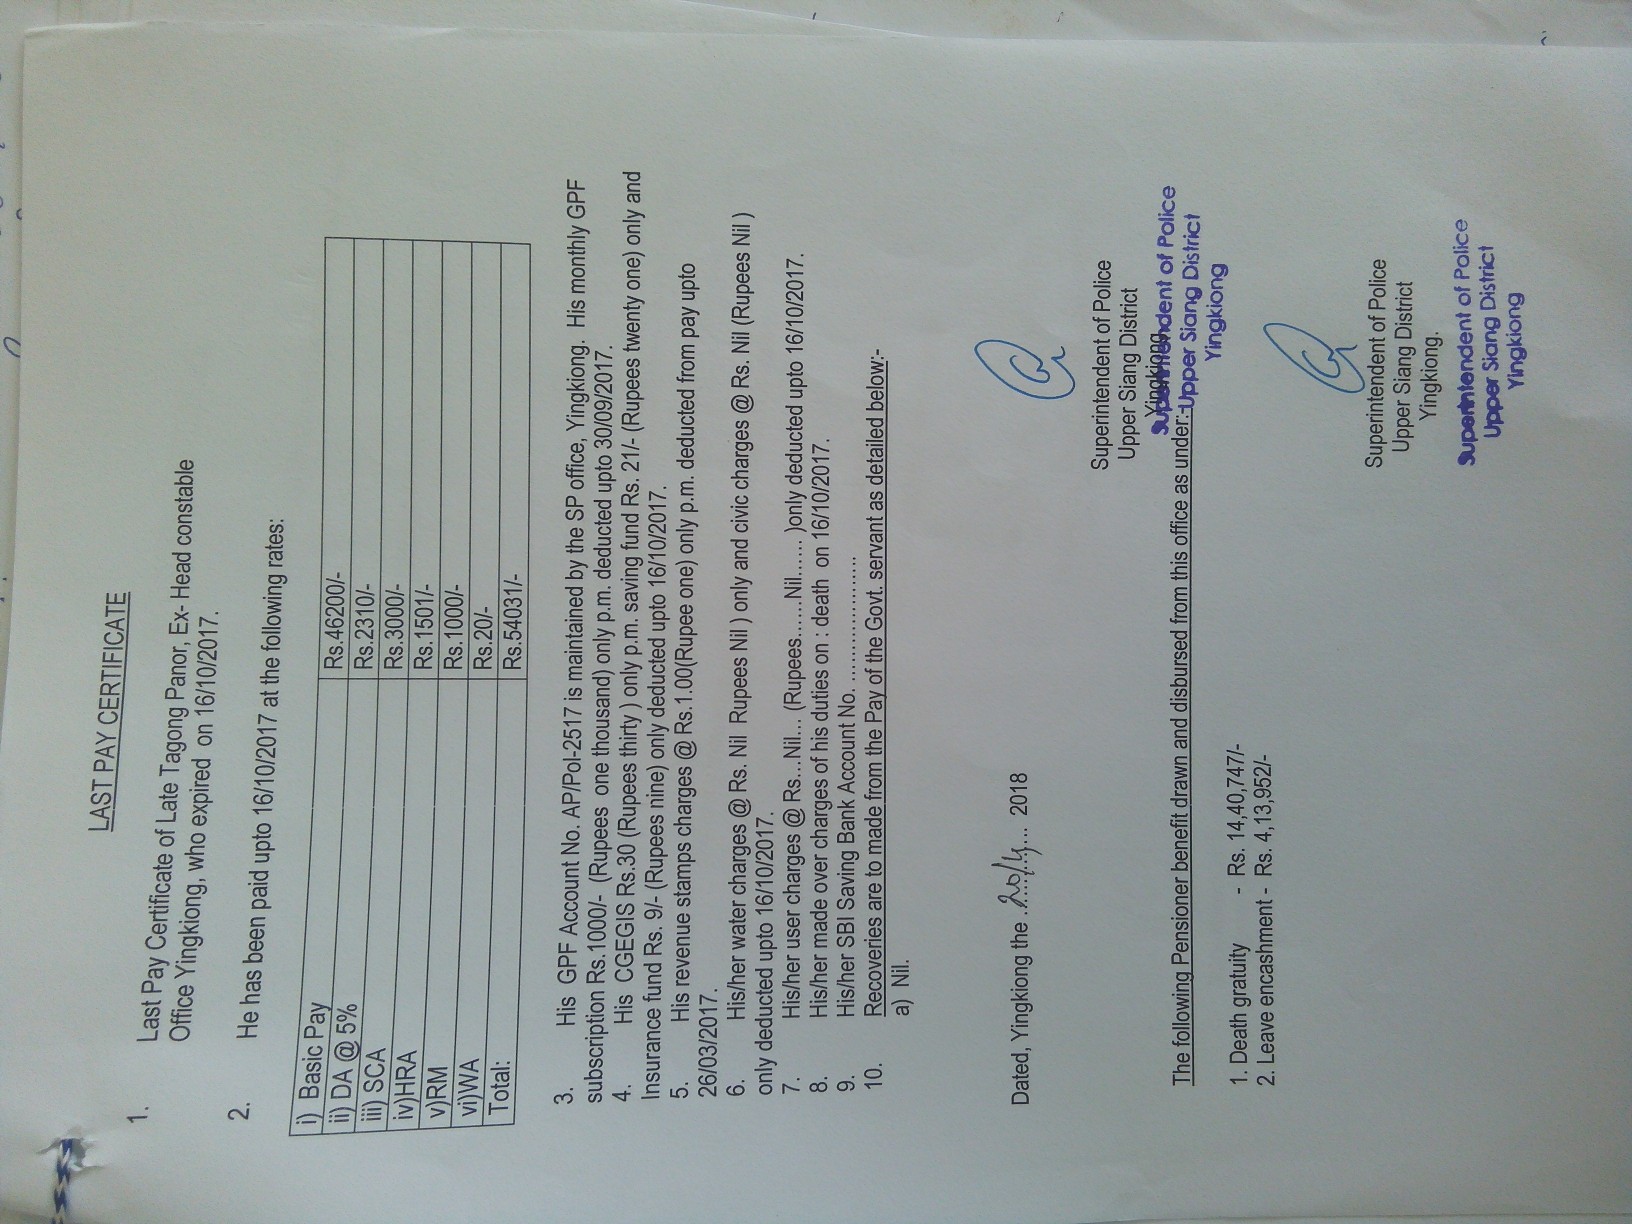 LAST PAY CERTIFICATE
1. Last Pay Certificate of Late Tagong Panor, Ex- Head constable
Office Yingkiong, who expired on 16/10/2017.
2. He has been paid upto 16/10/2017 at the following rates:
i) Basic Pay Rs.46200/-
ii) DA @ 5% Rs.2310/-
iii) SCA Rs.3000/-
iv)HRA Rs.1501/-
v)RM Rs.1000/-
vi)WA Rs.20/-
Total: Rs.54031/-
3. His GPF Account No. AP/Pol-2517 is maintained by the SP office, Yingkiong. His monthly GPF
subscription Rs.1000/- (Rupees one thousand) only p.m. deducted upto 30/09/2017.
4. His CGEGIS Rs.30 (Rupees thirty ) only p.m. saving fund Rs. 21/- (Rupees twenty one) only and
Insurance fund Rs. 9/- (Rupees nine) only deducted upto 16/10/2017.
5. His revenue stamps charges @ Rs.1.00(Rupee one) only p.m. deducted from pay upto
26/03/2017.
6. His/her water charges @ Rs. Nil Rupees Nil ) only and civic charges @ Rs. Nil (Rupees Nil )
only deducted upto 16/10/2017.
7. His/her user charges @ Rs...Nil... (Rupees.......Nil...... )only deducted upto 16/10/2017.
8. His/her made over charges of his duties on : death on 16/10/2017.
9. His/her SBI Saving Bank Account No. ......................
10. Recoveries are to made from the Pay of the Govt. servant as detailed below:-
a) Nil.
Dated, Yingkiong the 20/4 2018
Superintendent of Police
Upper Siang District
Yingkiong.
Superintendent of Police
Upper Siang District
Yingkiong
The following Pensioner benefit drawn and disbursed from this office as under:-
1. Death gratuity - Rs. 14,40,747/-
2. Leave encashment - Rs. 4,13,952/-
Superintendent of Police
Upper Siang District
Yingkiong.
Superintendent of Police
Upper Siang District
Yingkiong